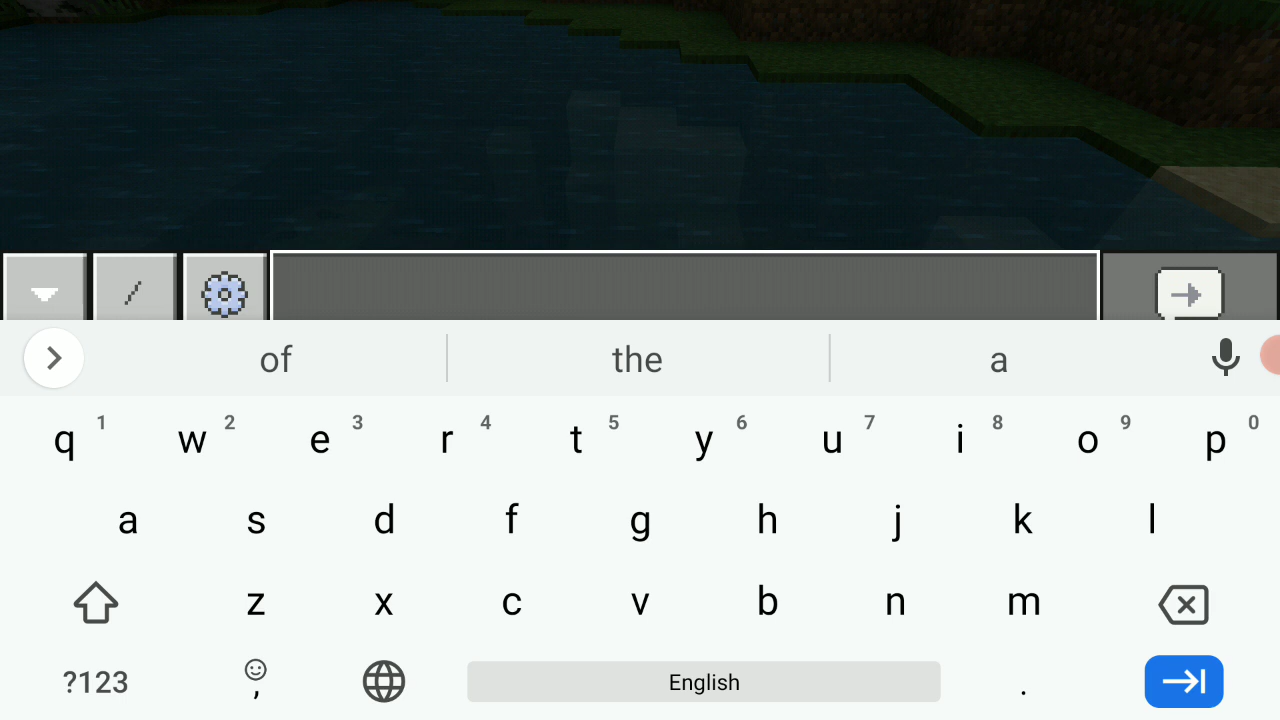 /
of the a
q 1 w 2 e 3 r 4 t 5 y 6 u 7 i 8 o 9 p 0
a s d f g h j k l
z x c v b n m
?123 , English .